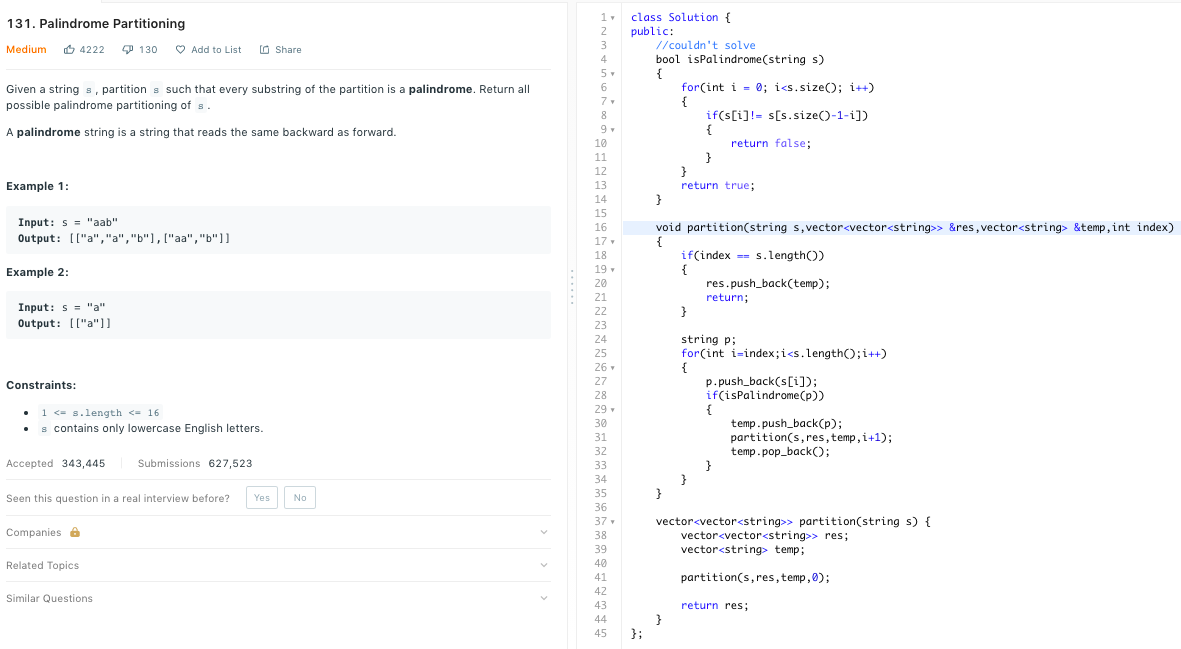 131. Palindrome Partitioning
Medium 4222 130 Add to List Share
Given a string s, partition s such that every substring of the partition is a palindrome. Return all
possible palindrome partitioning of s.
A palindrome string is a string that reads the same backward as forward.
Example 1:
Input: s = "aab"
Output: [["a","a","b"],["aa","b"]]
Example 2:
Input: s = "a"
Output: [["a"]]
Constraints:
• 1 <= s.length <= 16
• s contains only lowercase English letters.
Accepted 343,445 Submissions 627,523
Seen this question in a real interview before? Yes No
Companies
Related Topics
Similar Questions
1 class Solution {
2 public:
3     //couldn't solve
4     bool isPalindrome(string s)
5     {
6         for(int i = 0; i<s.size(); i++)
7         {
8             if(s[i]!= s[s.size()-1-i])
9             {
10                 return false;
11             }
12         }
13         return true;
14     }
15
16     void partition(string s,vector<vector<string>> &res,vector<string> &temp,int index)
17     {
18         if(index == s.length())
19         {
20             res.push_back(temp);
21             return;
22         }
23
24         string p;
25         for(int i=index;i<s.length();i++)
26         {
27             p.push_back(s[i]);
28             if(isPalindrome(p))
29             {
30                 temp.push_back(p);
31                 partition(s,res,temp,i+1);
32                 temp.pop_back();
33             }
34         }
35     }
36
37     vector<vector<string>> partition(string s) {
38         vector<vector<string>> res;
39         vector<string> temp;
40
41         partition(s,res,temp,0);
42
43         return res;
44     }
45 };